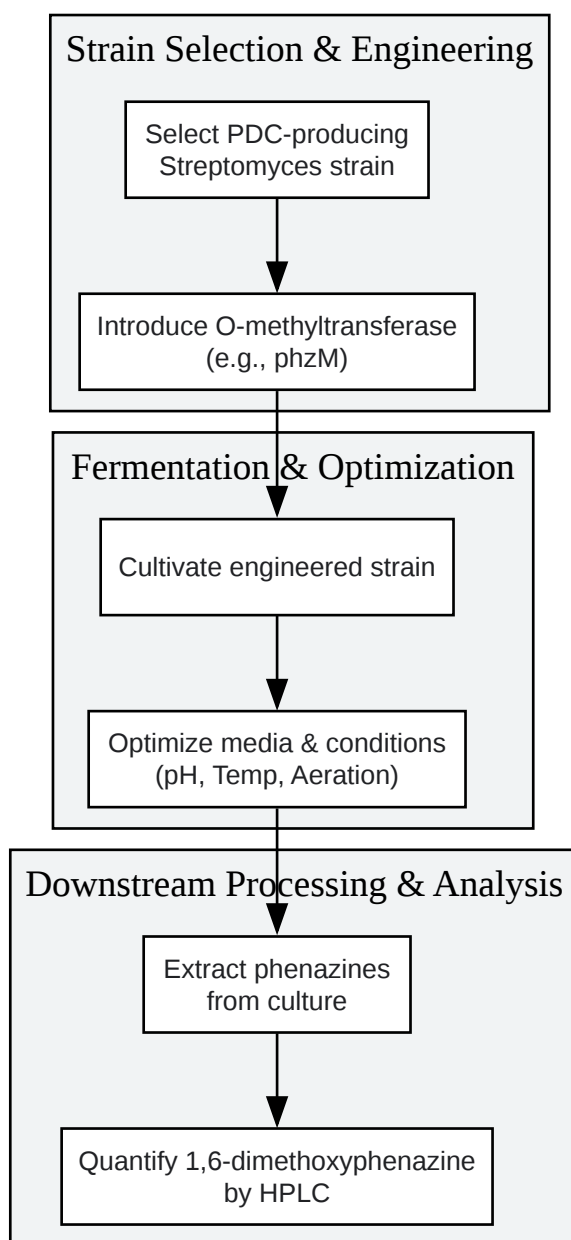 Strain Selection & Engineering
Select PDC-producing
Streptomyces strain
Introduce O-methyltransferase
(e.g., phzM)
Fermentation & Optimization
Cultivate engineered strain
Optimize media & conditions
(pH, Temp, Aeration)
Downstream Processing & Analysis
Extract phenazines
from culture
Quantify 1,6-dimethoxyphenazine
by HPLC